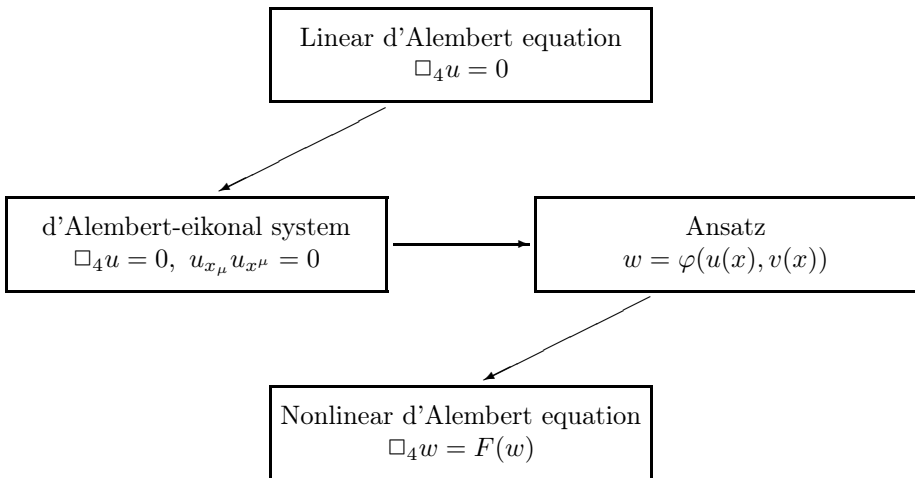 Linear d'Alembert equation
□₄u = 0
d'Alembert-eikonal system
□₄u = 0, u_{x_μ}u_{x^μ} = 0
Ansatz
w = φ(u(x), v(x))
Nonlinear d'Alembert equation
□₄w = F(w)